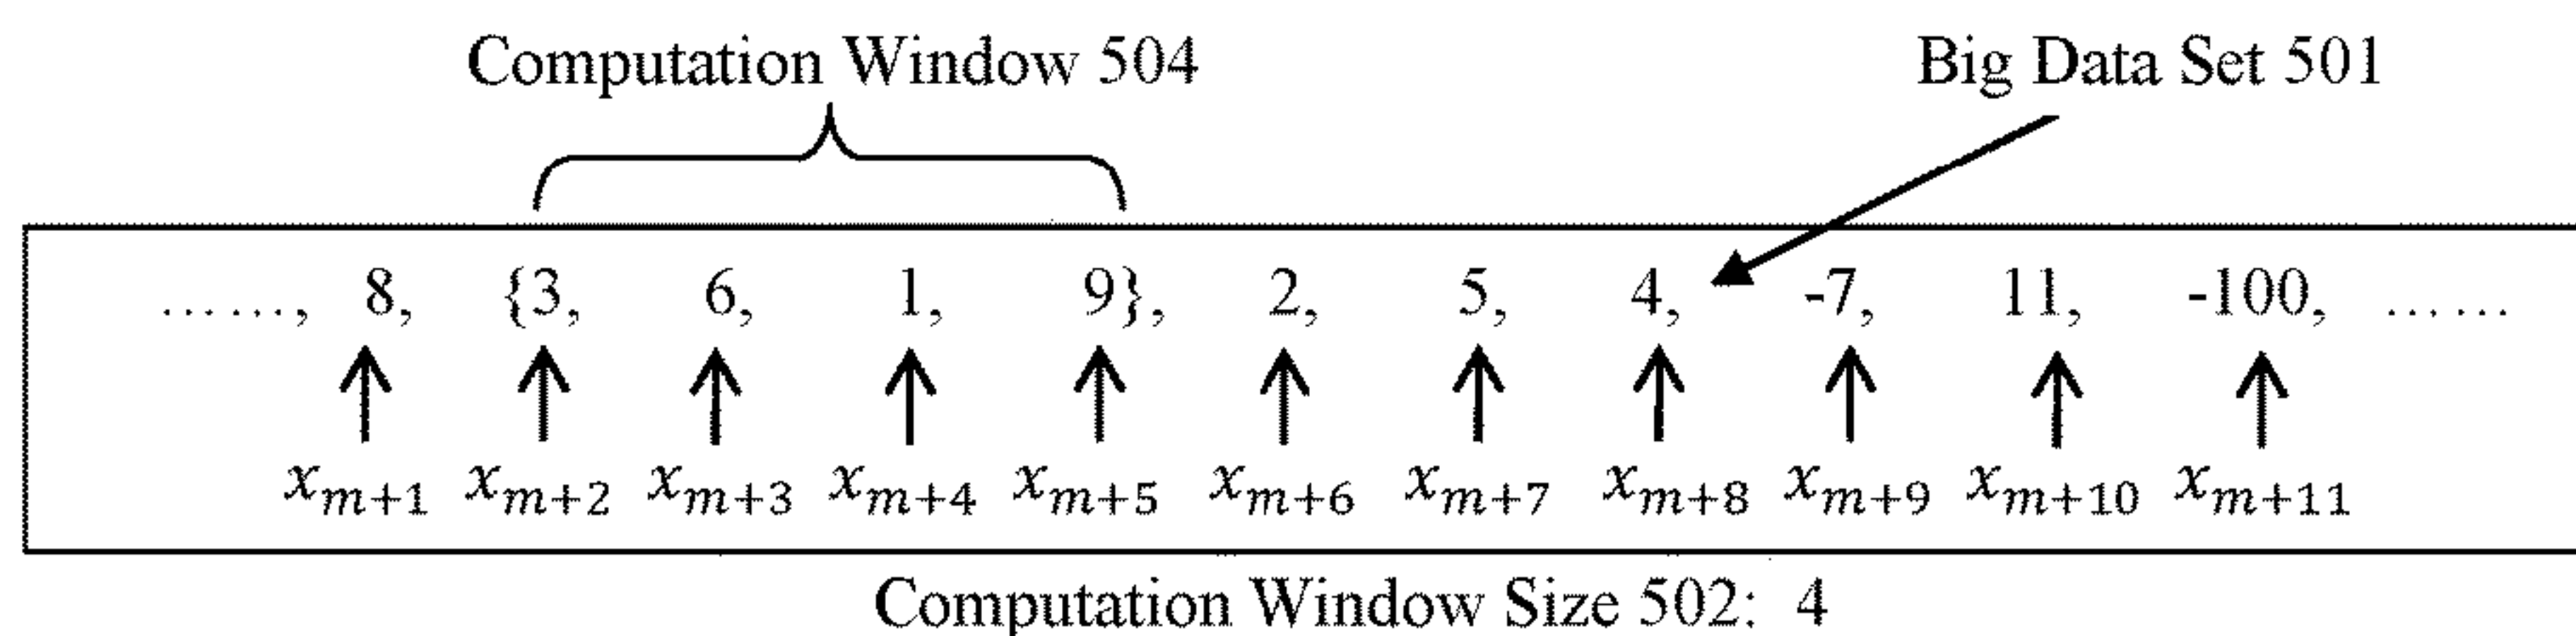 Computation Window 504 Big Data Set 501
......, 8, {3, 6, 1, 9}, 2, 5, 4, -7, 11, -100, ......
xₘ₊₁ xₘ₊₂ xₘ₊₃ xₘ₊₄ xₘ₊₅ xₘ₊₆ xₘ₊₇ xₘ₊₈ xₘ₊₉ xₘ₊₁₀ xₘ₊₁₁
Computation Window Size 502: 4